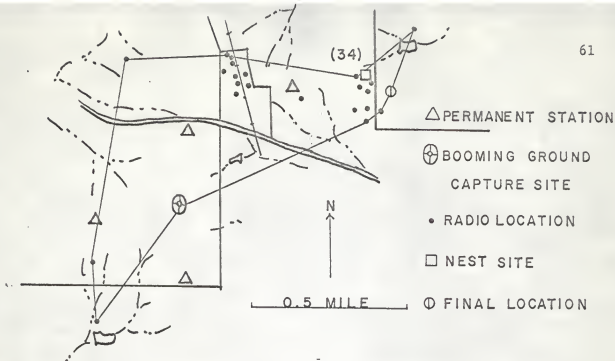 61
(34)
PERMANENT STATION
BOOMING GROUND
CAPTURE SITE
RADIO LOCATION
NEST SITE
FINAL LOCATION
N
0.5 MILE